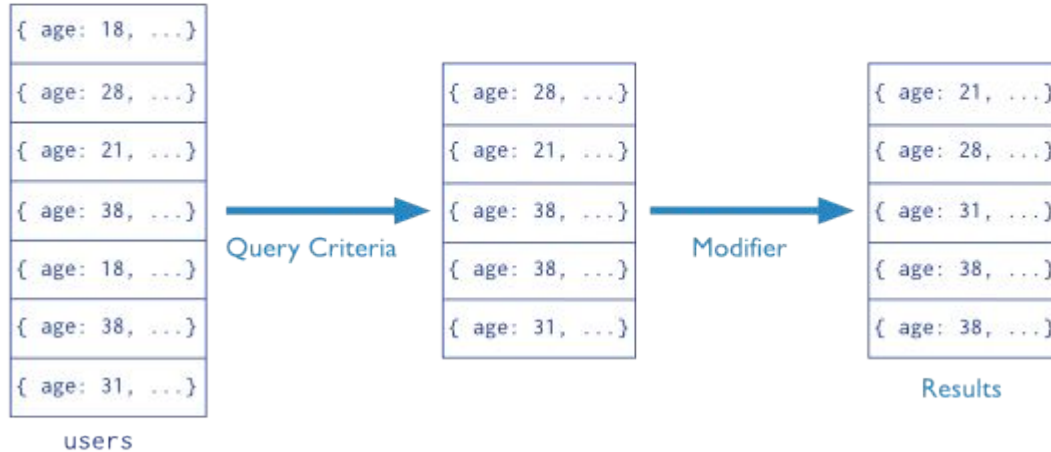 { age: 18, ...}
{ age: 28, ...}
{ age: 21, ...}
{ age: 38, ...}
{ age: 18, ...}
{ age: 38, ...}
{ age: 31, ...}
users
Query Criteria
{ age: 28, ...}
{ age: 21, ...}
{ age: 38, ...}
{ age: 38, ...}
{ age: 31, ...}
Modifier
{ age: 21, ...}
{ age: 28, ...}
{ age: 31, ...}
{ age: 38, ...}
{ age: 38, ...}
Results